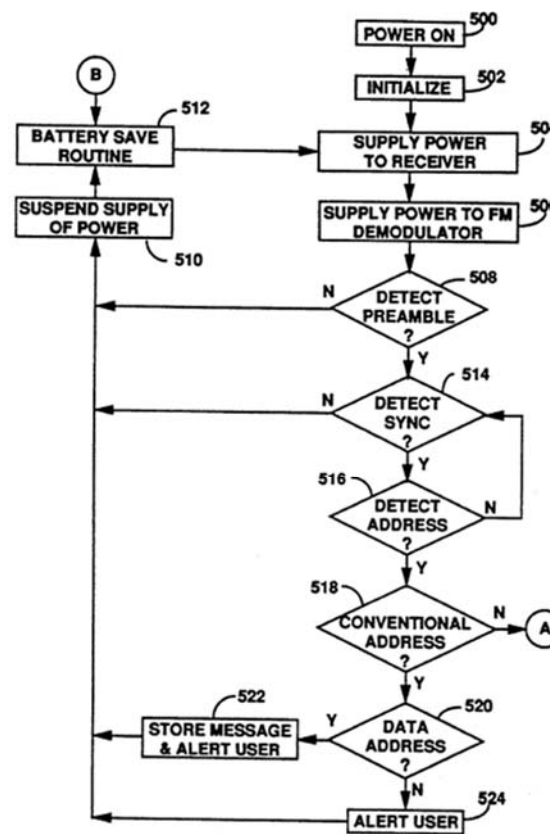 POWER ON
500
B
INITIALIZE
502
512
BATTERY SAVE
ROUTINE
SUPPLY POWER
TO RECEIVER
SUSPEND SUPPLY
OF POWER
510
SUPPLY POWER TO FM
DEMODULATOR
508
N
DETECT
PREAMBLE
?
Y
514
N
DETECT
SYNC
?
Y
516
DETECT
ADDRESS
?
N
Y
518
CONVENTIONAL
ADDRESS
?
N
A
Y
522
STORE MESSAGE
& ALERT USER
Y
520
DATA
ADDRESS
?
N
ALERT USER
524